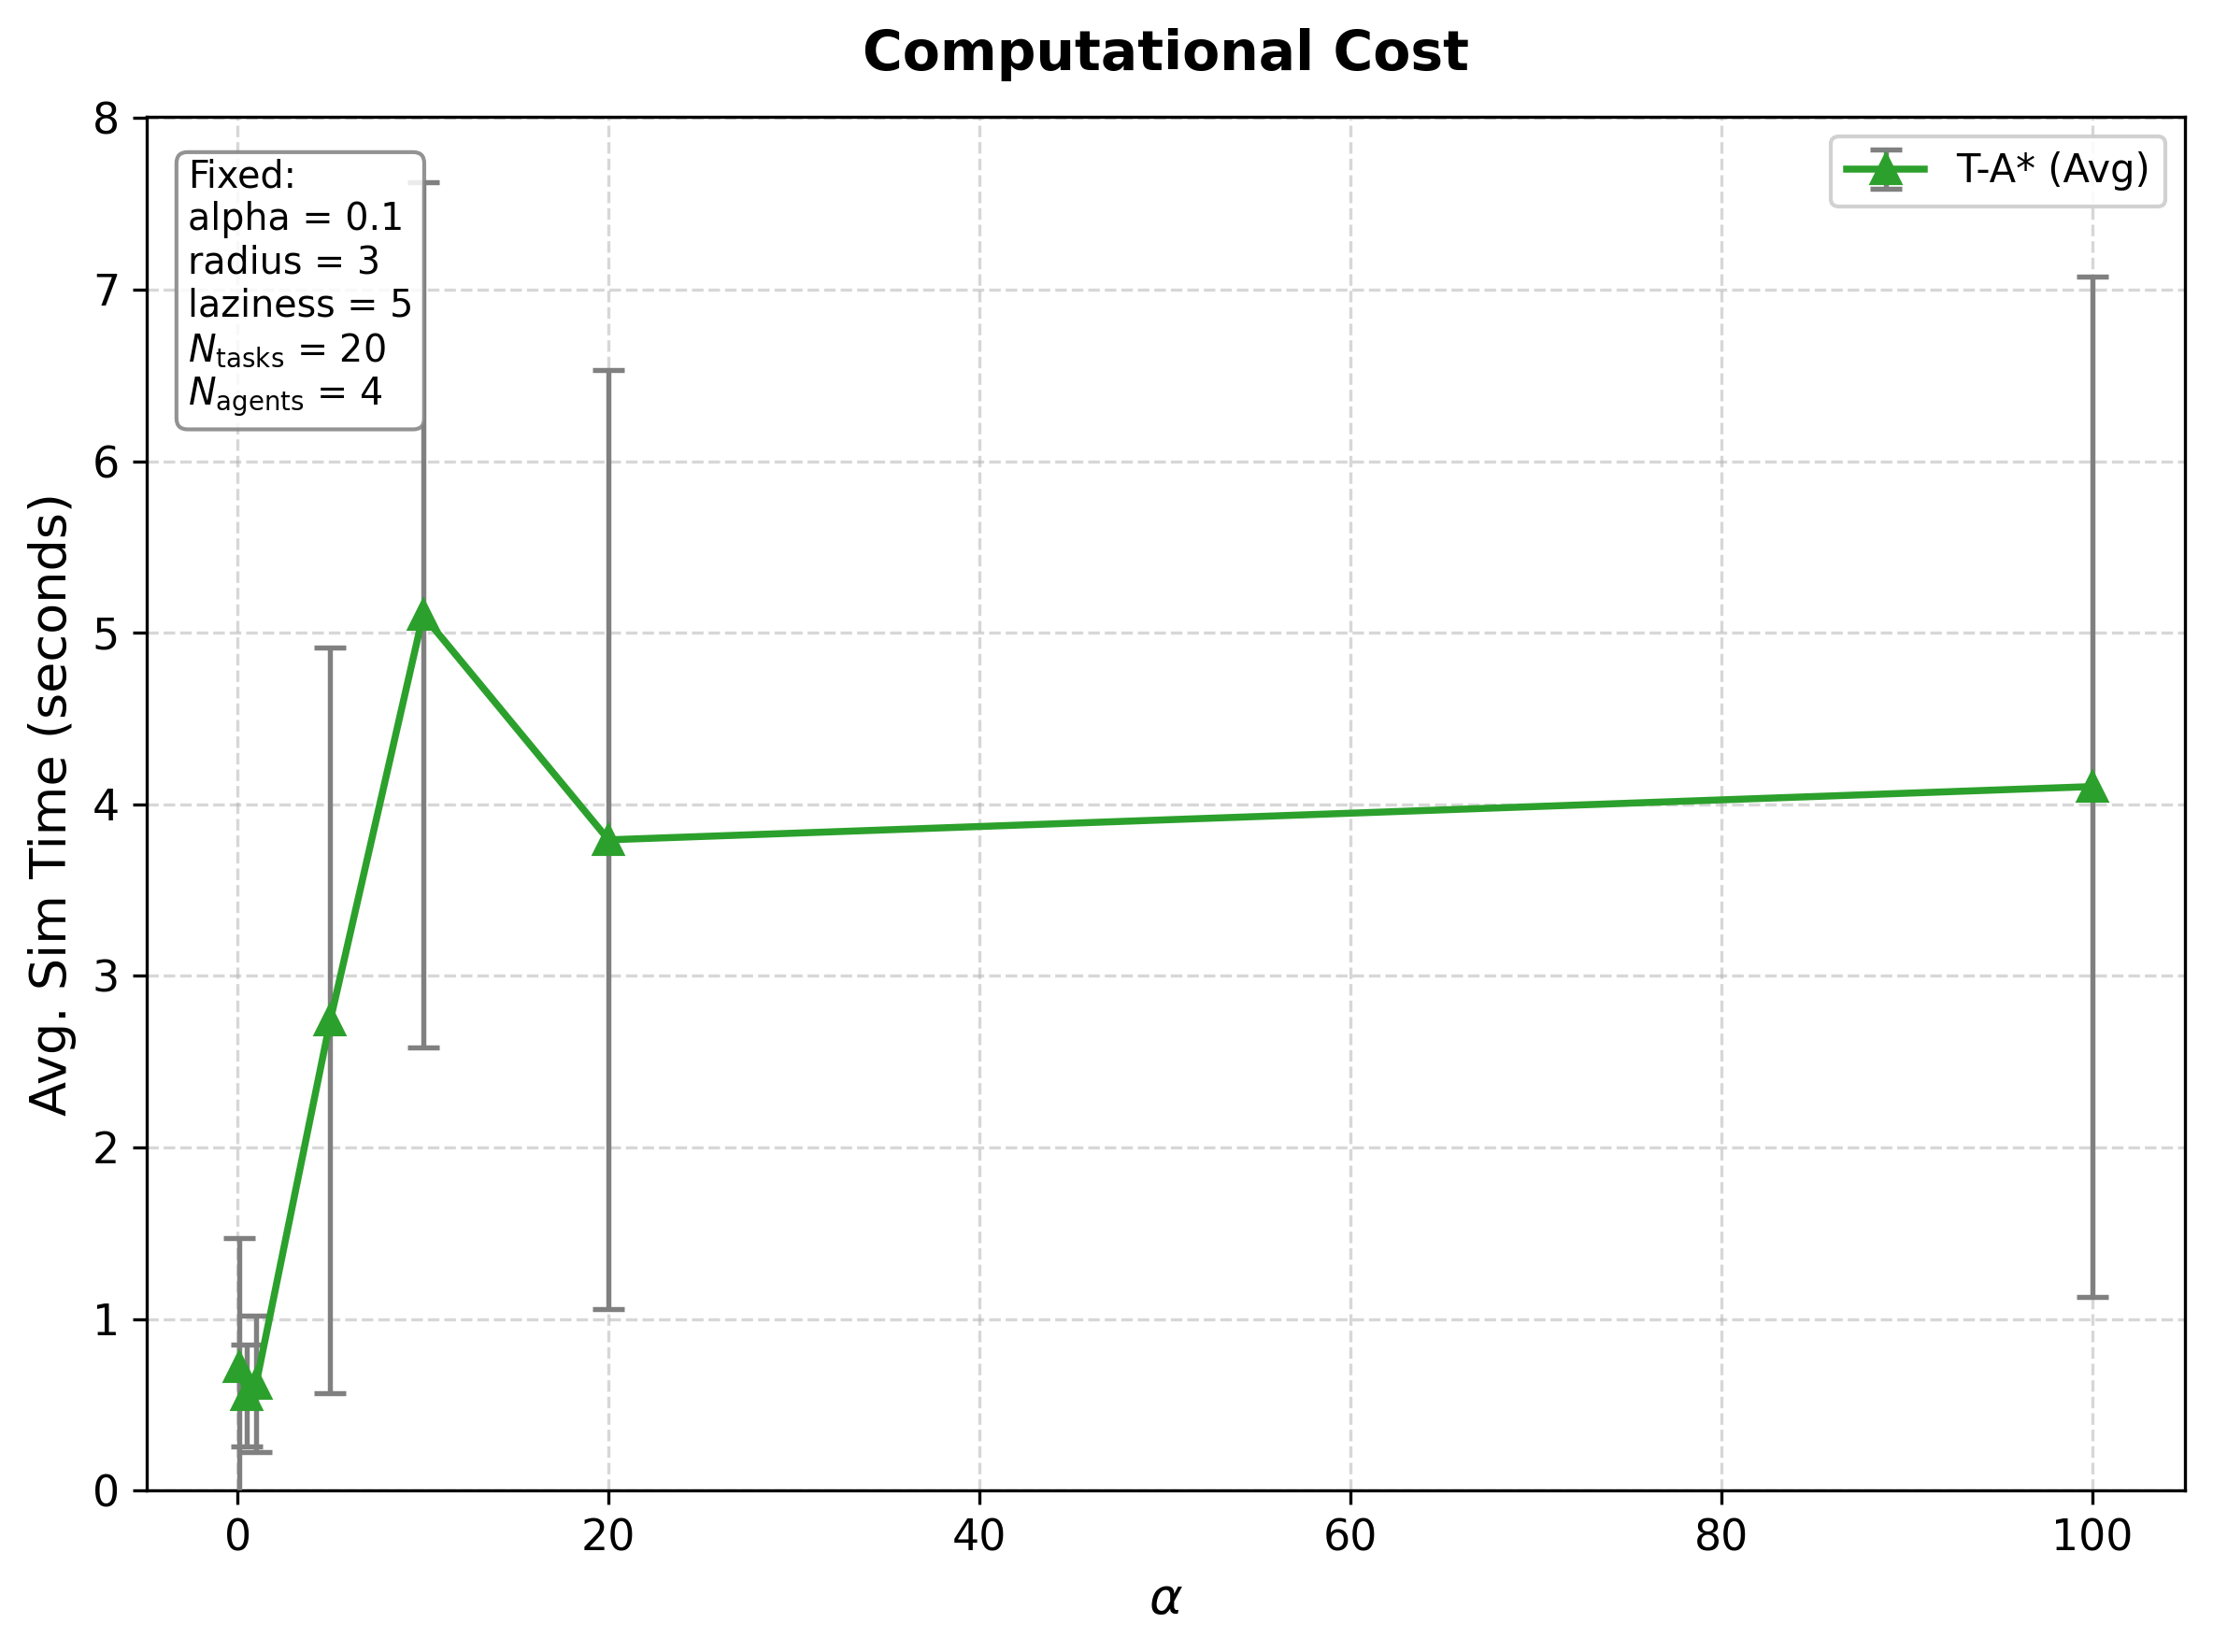 Computational Cost
Avg. Sim Time (seconds)
8
7
6
5
4
3
2
1
0
Fixed:
alpha = 0.1
radius = 3
laziness = 5
N_tasks = 20
N_agents = 4
T-A* (Avg)
0 20 40 60 80 100
α